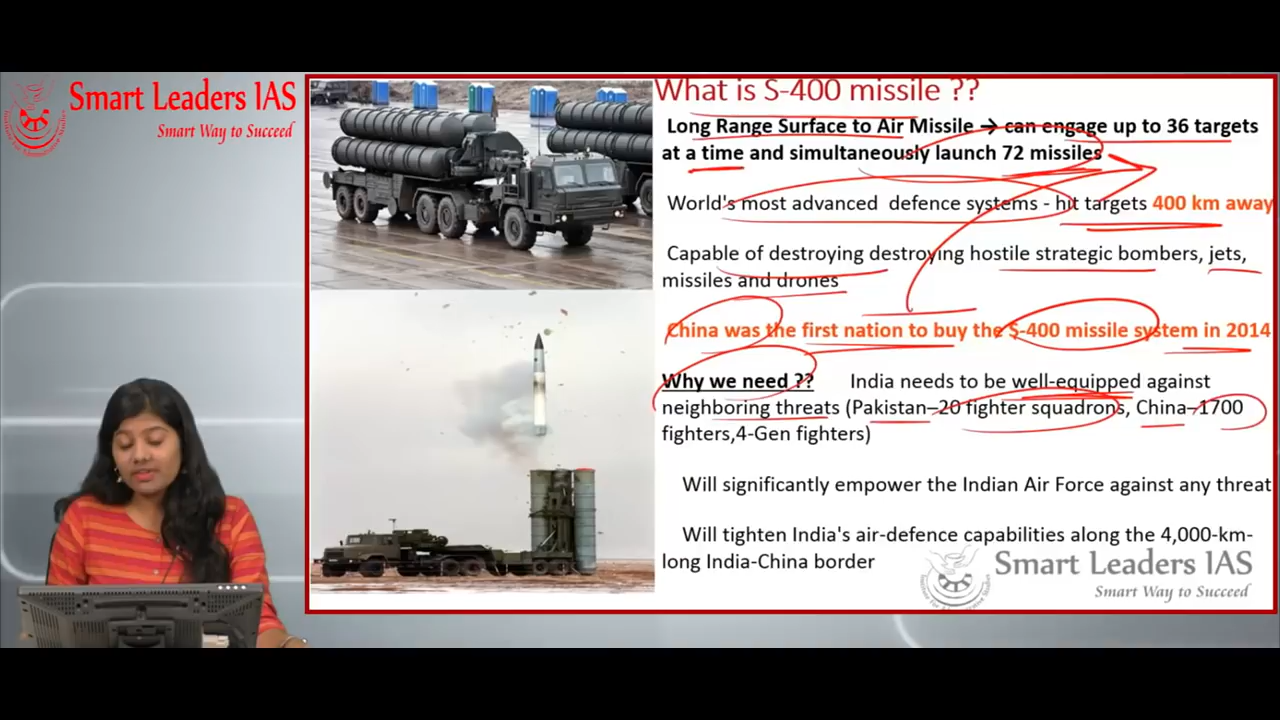 Smart Leaders IAS
Smart Way to Succeed
What is S-400 missile ??
Long Range Surface to Air Missile → can engage up to 36 targets
at a time and simultaneously launch 72 missiles
World's most advanced defence systems - hit targets 400 km away
Capable of destroying destroying hostile strategic bombers, jets,
missiles and drones
China was the first nation to buy the S-400 missile system in 2014
Why we need ?? India needs to be well-equipped against
neighboring threats (Pakistan–20 fighter squadrons, China–1700
fighters,4-Gen fighters)
Will significantly empower the Indian Air Force against any threat
Will tighten India's air-defence capabilities along the 4,000-km-
long India-China border
Smart Leaders IAS
Smart Way to Succeed